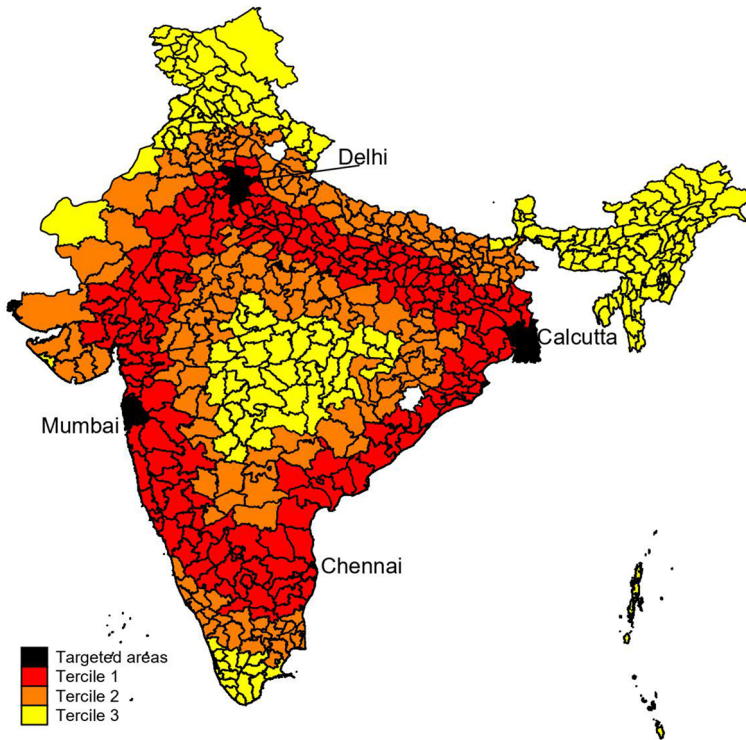 Delhi
Calcutta
Mumbai
Chennai
Targeted areas
Tercile 1
Tercile 2
Tercile 3